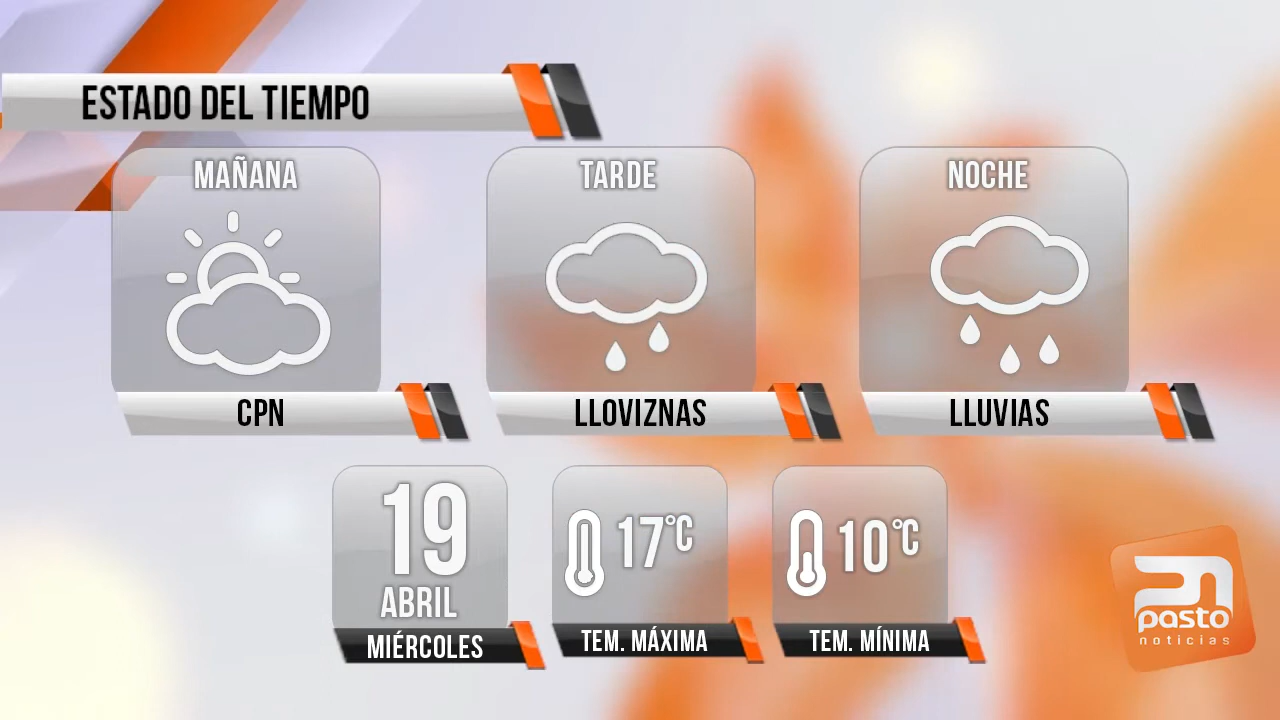 ESTADO DEL TIEMPO
MAÑANA
TARDE
NOCHE
CPN
LLOVIZNAS
LLUVIAS
19
ABRIL
MIÉRCOLES
17°C
TEM. MÁXIMA
10°C
TEM. MÍNIMA
pasto
noticias